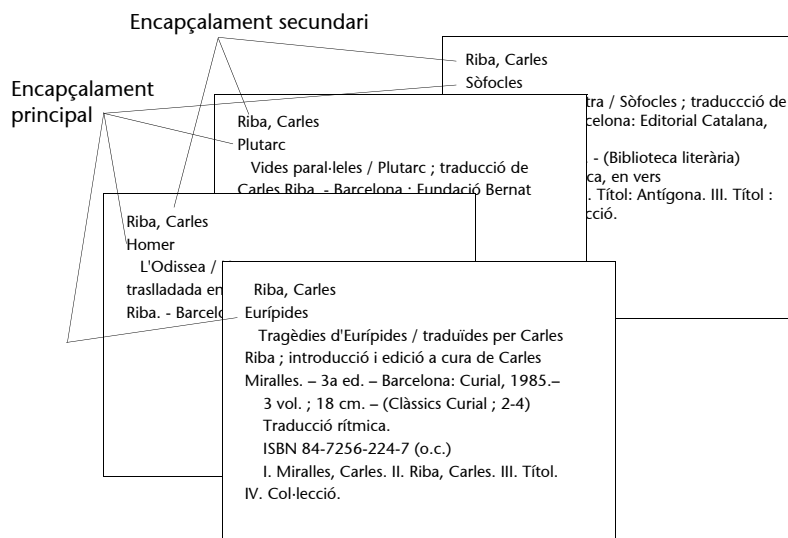 Encapçalament secundari
Encapçalament
principal
Riba, Carles
Sòfocles
tra / Sòfocles ; traduccció de
celona: Editorial Catalana,
. - (Biblioteca literària)
ca, en vers
. Títol: Antígona. III. Títol :
cció.
Riba, Carles
Plutarc
Vides paral·leles / Plutarc ; traducció de
Carles Riba. - Barcelona : Fundació Bernat
Riba, Carles
Homer
L'Odissea /
traslladada en
Riba. - Barcelo
Riba, Carles
Eurípides
Tragèdies d'Eurípides / traduïdes per Carles
Riba ; introducció i edició a cura de Carles
Miralles. – 3a ed. – Barcelona: Curial, 1985.–
3 vol. ; 18 cm. – (Clàssics Curial ; 2-4)
Traducció rítmica.
ISBN 84-7256-224-7 (o.c.)
I. Miralles, Carles. II. Riba, Carles. III. Títol.
IV. Col·lecció.